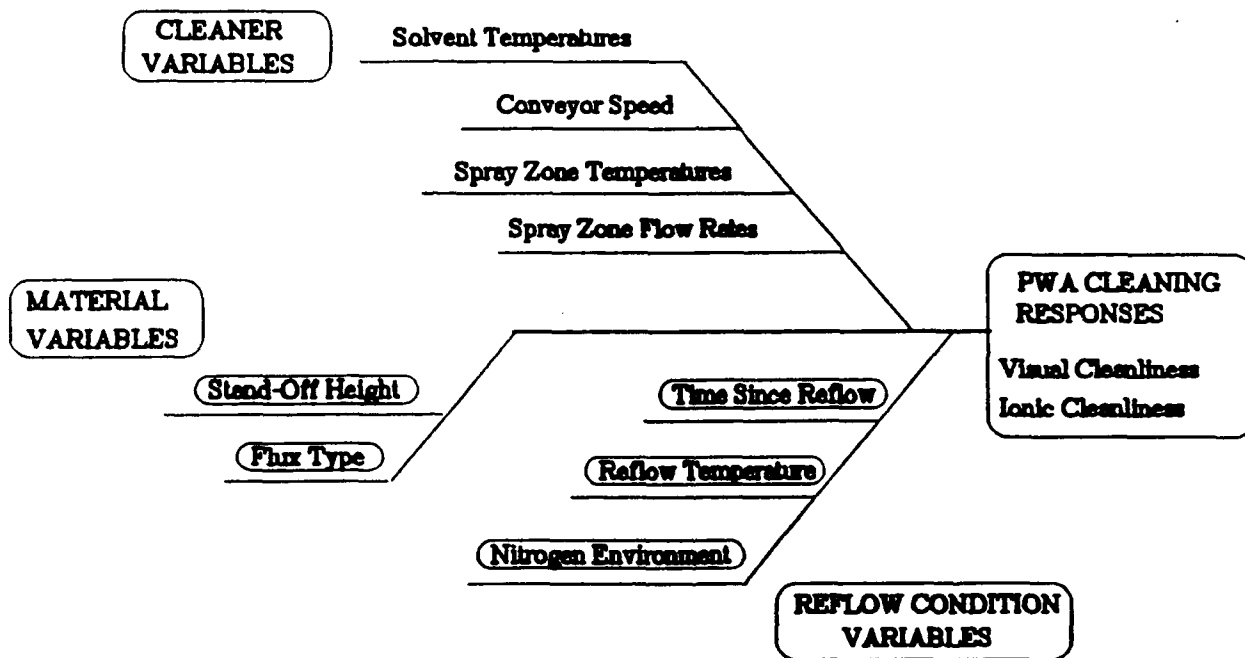 CLEANER
VARIABLES
Solvent Temperatures
Conveyor Speed
Spray Zone Temperatures
Spray Zone Flow Rates
MATERIAL
VARIABLES
Stand-Off Height
Flux Type
Time Since Reflow
Reflow Temperature
Nitrogen Environment
REFLOW CONDITION
VARIABLES
PWA CLEANING
RESPONSES
Visual Cleanliness
Ionic Cleanliness